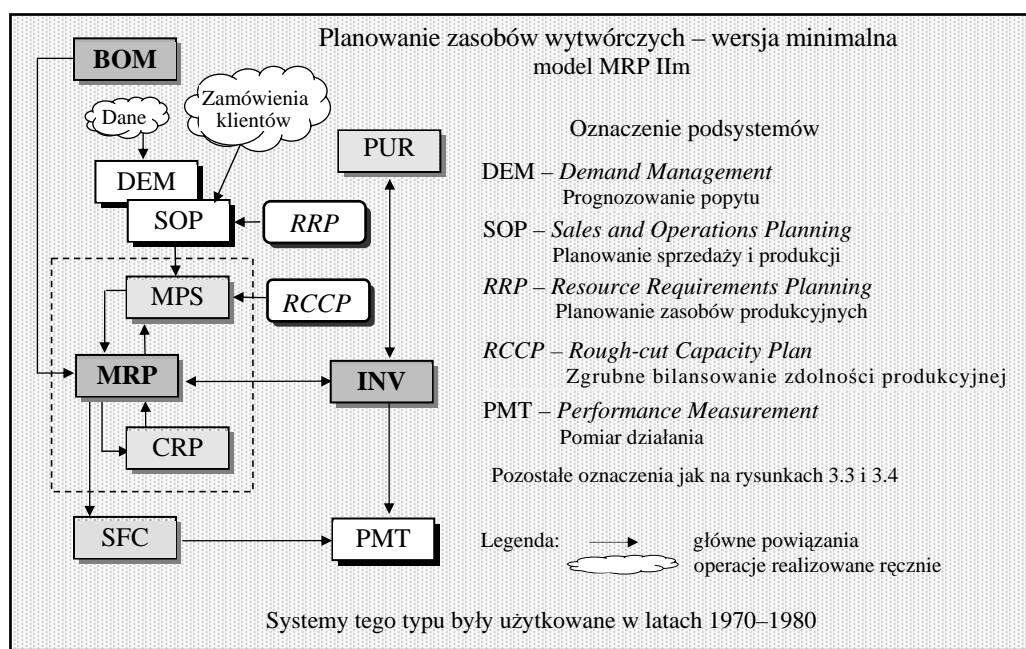 Planowanie zasobów wytwórczych – wersja minimalna
model MRP IIm
BOM
Dane
Zamówienia
klientów
PUR
DEM
SOP
RRP
MPS
RCCP
MRP
INV
CRP
SFC
PMT
Oznaczenie podsystemów
DEM – Demand Management
Prognozowanie popytu
SOP – Sales and Operations Planning
Planowanie sprzedaży i produkcji
RRP – Resource Requirements Planning
Planowanie zasobów produkcyjnych
RCCP – Rough-cut Capacity Plan
Zgrubne bilansowanie zdolności produkcyjnej
PMT – Performance Measurement
Pomiar działania
Pozostałe oznaczenia jak na rysunkach 3.3 i 3.4
Legenda:
główne powiązania
operacje realizowane ręcznie
Systemy tego typu były użytkowane w latach 1970–1980